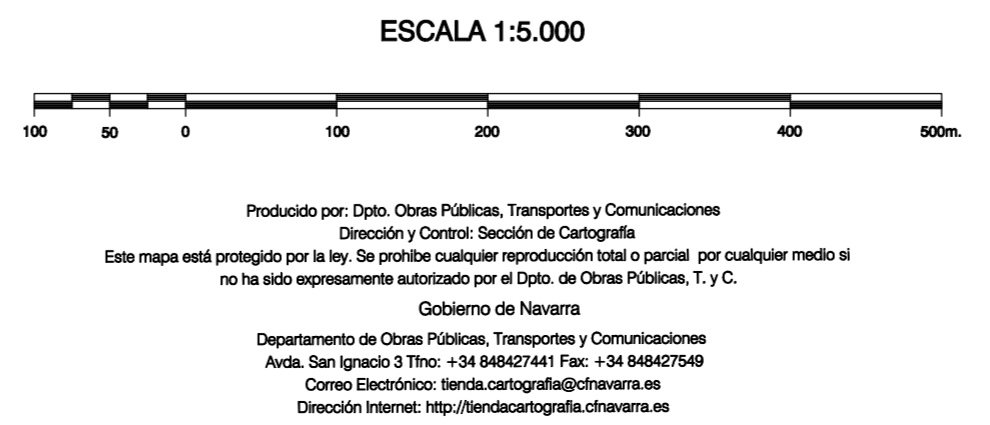 ESCALA 1:5.000
100 50 0 100 200 300 400 500m.
Producido por: Dpto. Obras Públicas, Transportes y Comunicaciones
Dirección y Control: Sección de Cartografía
Este mapa está protegido por la ley. Se prohibe cualquier reproducción total o parcial por cualquier medio si
no ha sido expresamente autorizado por el Dpto. de Obras Públicas, T. y C.
Gobierno de Navarra
Departamento de Obras Públicas, Transportes y Comunicaciones
Avda. San Ignacio 3 Tfno: +34 848427441 Fax: +34 848427549
Correo Electrónico: tienda.cartografia@cfnavarra.es
Dirección Internet: http://tiendacartografia.cfnavarra.es